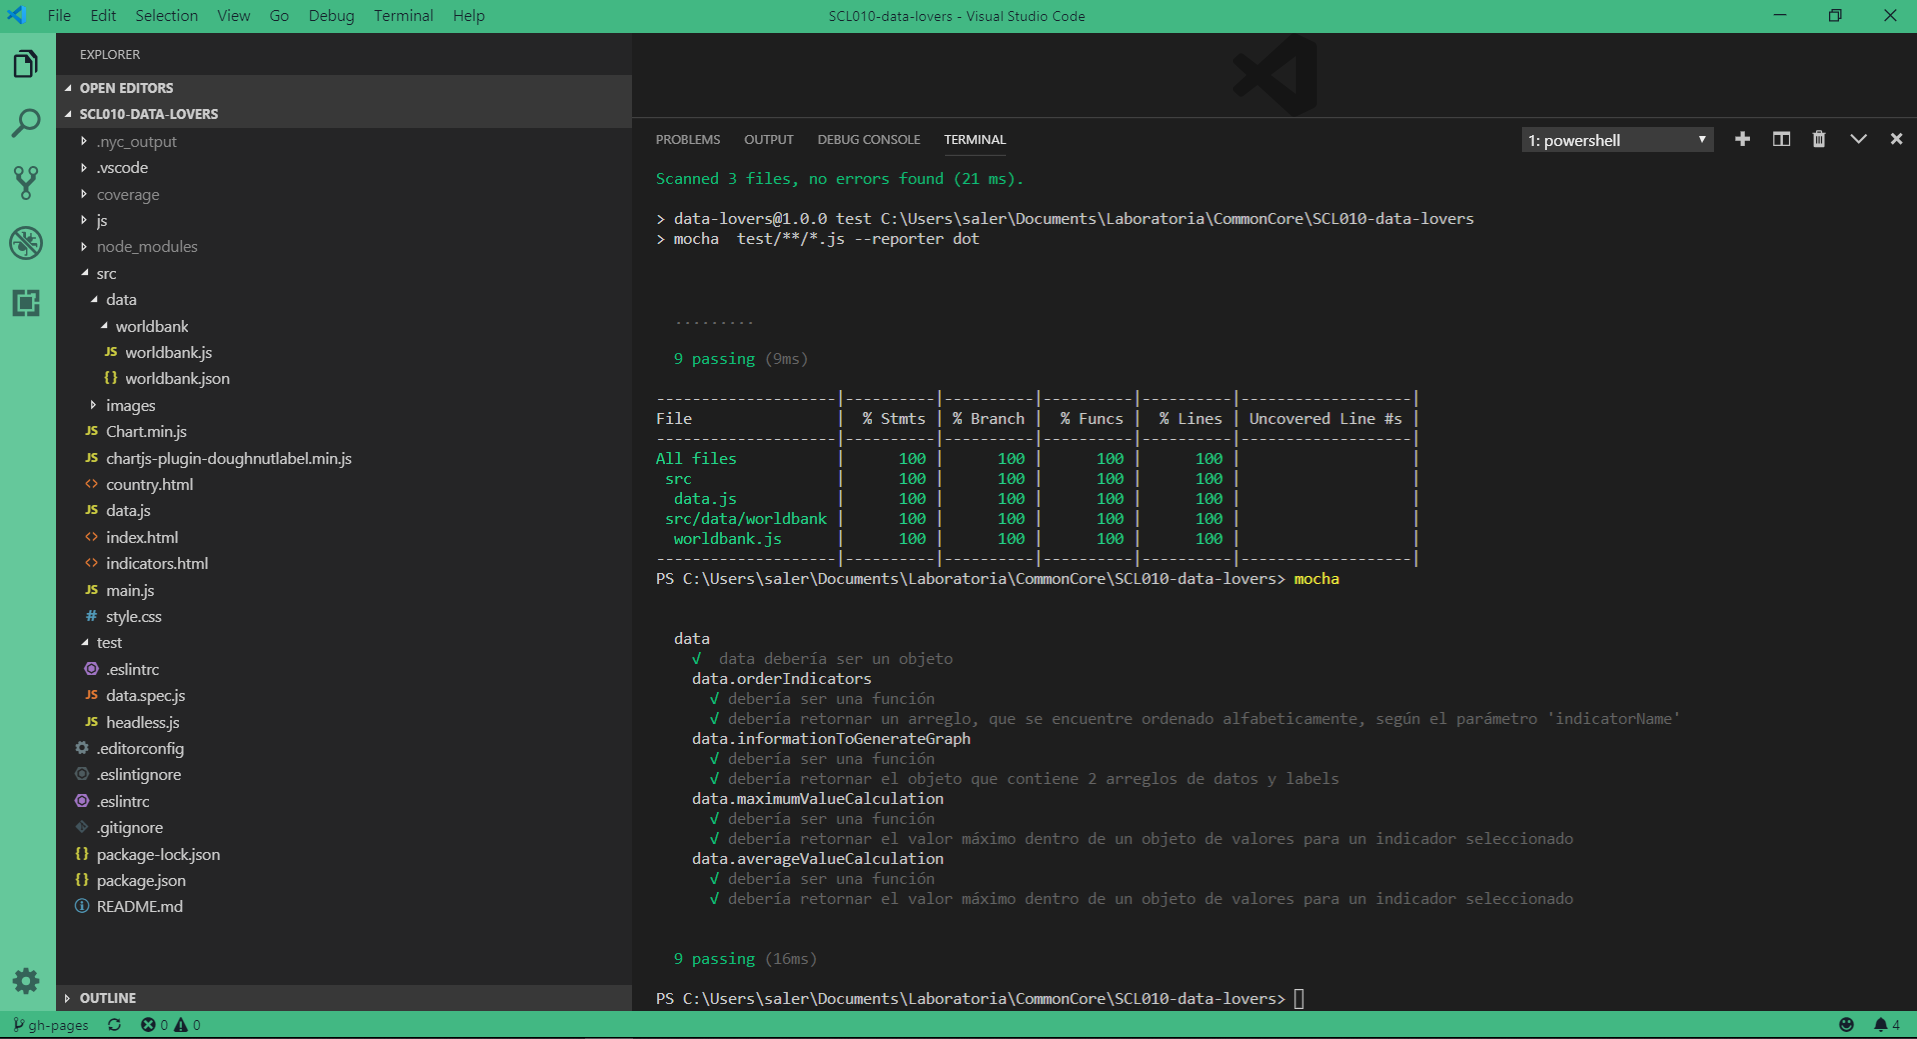 File Edit Selection View Go Debug Terminal Help
SCL010-data-lovers - Visual Studio Code
EXPLORER
OPEN EDITORS
SCL010-DATA-LOVERS
.nyc_output
.vscode
coverage
js
node_modules
src
data
worldbank
JS worldbank.js
{} worldbank.json
images
JS Chart.min.js
JS chartjs-plugin-doughnutlabel.min.js
<> country.html
JS data.js
<> index.html
<> indicators.html
JS main.js
# style.css
test
.eslintrc
JS data.spec.js
JS headless.js
.editorconfig
.eslintignore
.eslintrc
.gitignore
{} package-lock.json
{} package.json
README.md
OUTLINE
PROBLEMS OUTPUT DEBUG CONSOLE TERMINAL
1: powershell
Scanned 3 files, no errors found (21 ms).
> data-lovers@1.0.0 test C:\Users\saler\Documents\Laboratoria\CommonCore\SCL010-data-lovers
> mocha  test/**/*.js --reporter dot
.........
9 passing (9ms)
--------------------|----------|----------|----------|----------|-------------------|
File                |  % Stmts | % Branch |  % Funcs |  % Lines | Uncovered Line #s |
--------------------|----------|----------|----------|----------|-------------------|
All files           |      100 |      100 |      100 |      100 |                   |
 src                |      100 |      100 |      100 |      100 |                   |
  data.js           |      100 |      100 |      100 |      100 |                   |
 src/data/worldbank |      100 |      100 |      100 |      100 |                   |
  worldbank.js      |      100 |      100 |      100 |      100 |                   |
--------------------|----------|----------|----------|----------|-------------------|
PS C:\Users\saler\Documents\Laboratoria\CommonCore\SCL010-data-lovers> mocha
data
√  data debería ser un objeto
data.orderIndicators
√ debería ser una función
√ debería retornar un arreglo, que se encuentre ordenado alfabeticamente, según el parámetro 'indicatorName'
data.informationToGenerateGraph
√ debería ser una función
√ debería retornar el objeto que contiene 2 arreglos de datos y labels
data.maximumValueCalculation
√ debería ser una función
√ debería retornar el valor máximo dentro de un objeto de valores para un indicador seleccionado
data.averageValueCalculation
√ debería ser una función
√ debería retornar el valor máximo dentro de un objeto de valores para un indicador seleccionado
9 passing (16ms)
PS C:\Users\saler\Documents\Laboratoria\CommonCore\SCL010-data-lovers>
gh-pages 0 0
4